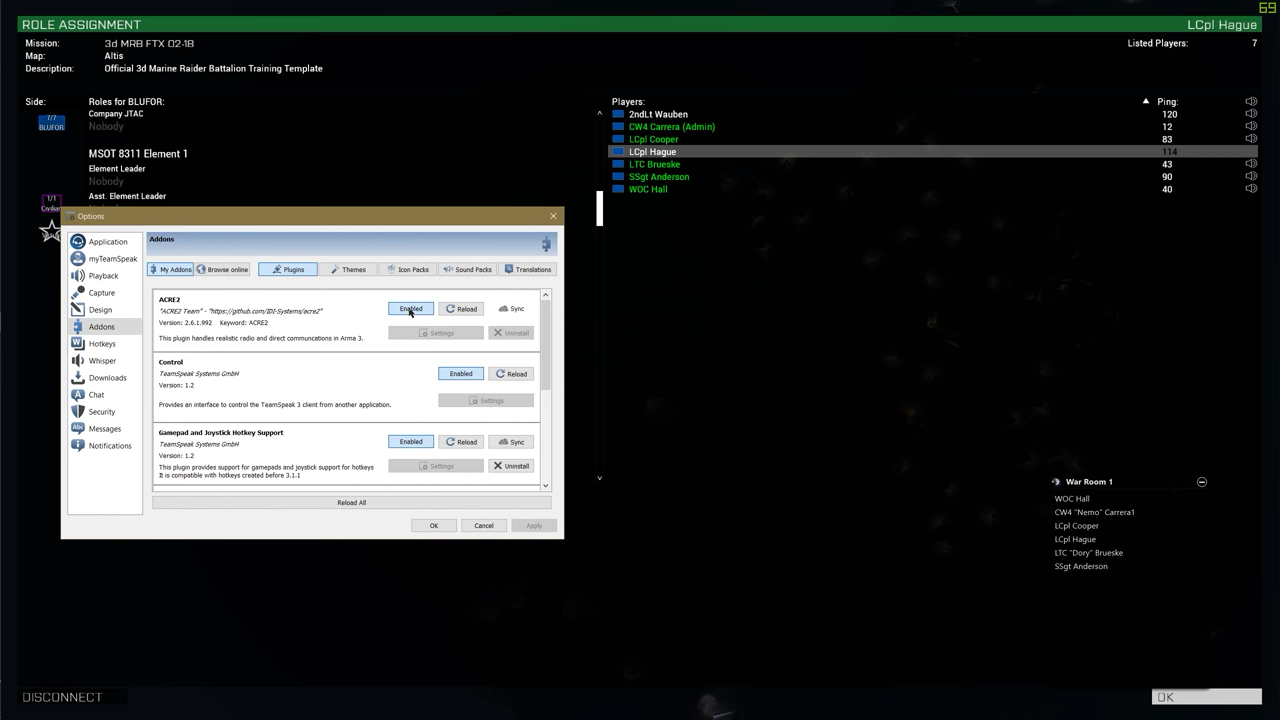 69
ROLE ASSIGNMENT
LCpl Hague
Mission: 3d MRB FTX 02-18
Map: Altis
Description: Official 3d Marine Raider Battalion Training Template
Listed Players: 7
Side:
Roles for BLUFOR:
7/7
BLUFOR
Company JTAC
Nobody
MSOT 8311 Element 1
Element Leader
Nobody
Asst. Element Leader
1/1
Civilian
Players:
Ping:
2ndLt Wauben 120
CW4 Carrera (Admin) 12
LCpl Cooper 83
LCpl Hague 114
LTC Brueske 43
SSgt Anderson 90
WOC Hall 40
Options
Application
myTeamSpeak
Playback
Capture
Design
Addons
Hotkeys
Whisper
Downloads
Chat
Security
Messages
Notifications
Addons
My Addons Browse online Plugins Themes Icon Packs Sound Packs Translations
ACRE2
"ACRE2 Team" - "https://github.com/IDI-Systems/acre2"
Version: 2.6.1.992 Keyword: ACRE2
This plugin handles realistic radio and direct communcations in Arma 3.
Enabled Reload Sync
Settings Uninstall
Control
TeamSpeak Systems GmbH
Version: 1.2
Provides an interface to control the TeamSpeak 3 client from another application.
Enabled Reload
Settings
Gamepad and Joystick Hotkey Support
TeamSpeak Systems GmbH
Version: 1.2
This plugin provides support for gamepads and joystick support for hotkeys
It is compatible with hotkeys created before 3.1.1
Enabled Reload Sync
Settings Uninstall
Reload All
OK Cancel Apply
War Room 1
WOC Hall
CW4 "Nemo" Carrera1
LCpl Cooper
LCpl Hague
LTC "Dory" Brueske
SSgt Anderson
DISCONNECT
OK